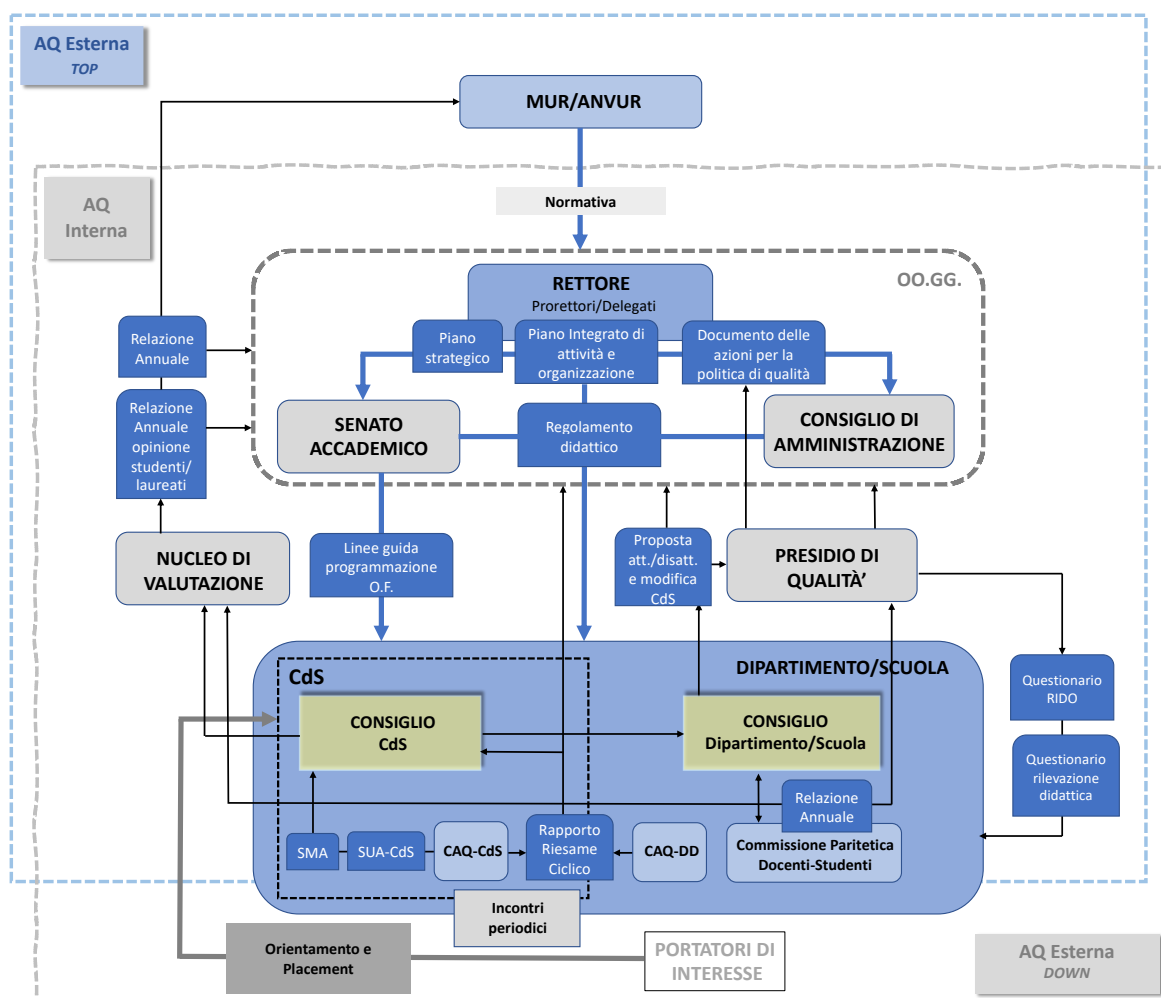 AQ Esterna
TOP
MUR/ANVUR
AQ
Interna
Normativa
OO.GG.
RETTORE
Prorettori/Delegati
Piano
strategico
Piano Integrato di
attività e
organizzazione
Documento delle
azioni per la
politica di qualità
Relazione
Annuale
Relazione
Annuale
opinione
studenti/
laureati
SENATO
ACCADEMICO
Regolamento
didattico
CONSIGLIO DI
AMMINISTRAZIONE
NUCLEO DI
VALUTAZIONE
Linee guida
programmazione
O.F.
Proposta
att./disatt.
e modifica
CdS
PRESIDIO DI
QUALITÀ’
CdS
DIPARTIMENTO/SCUOLA
CONSIGLIO
CdS
CONSIGLIO
Dipartimento/Scuola
Questionario
RIDO
Questionario
rilevazione
didattica
Relazione
Annuale
SMA
SUA-CdS
CAQ-CdS
Rapporto
Riesame
Ciclico
CAQ-DD
Commissione Paritetica
Docenti-Studenti
Incontri
periodici
Orientamento e
Placement
PORTATORI DI
INTERESSE
AQ Esterna
DOWN